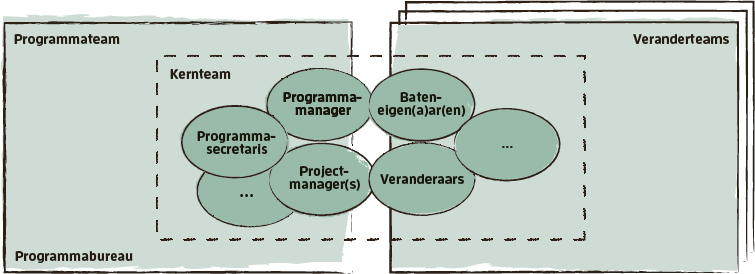 Programmateam
Veranderteams
Kernteam
Programma-
manager
Baten-
eigen(a)ar(en)
Programma-
secretaris
...
Project-
manager(s)
Veranderaars
...
Programmabureau